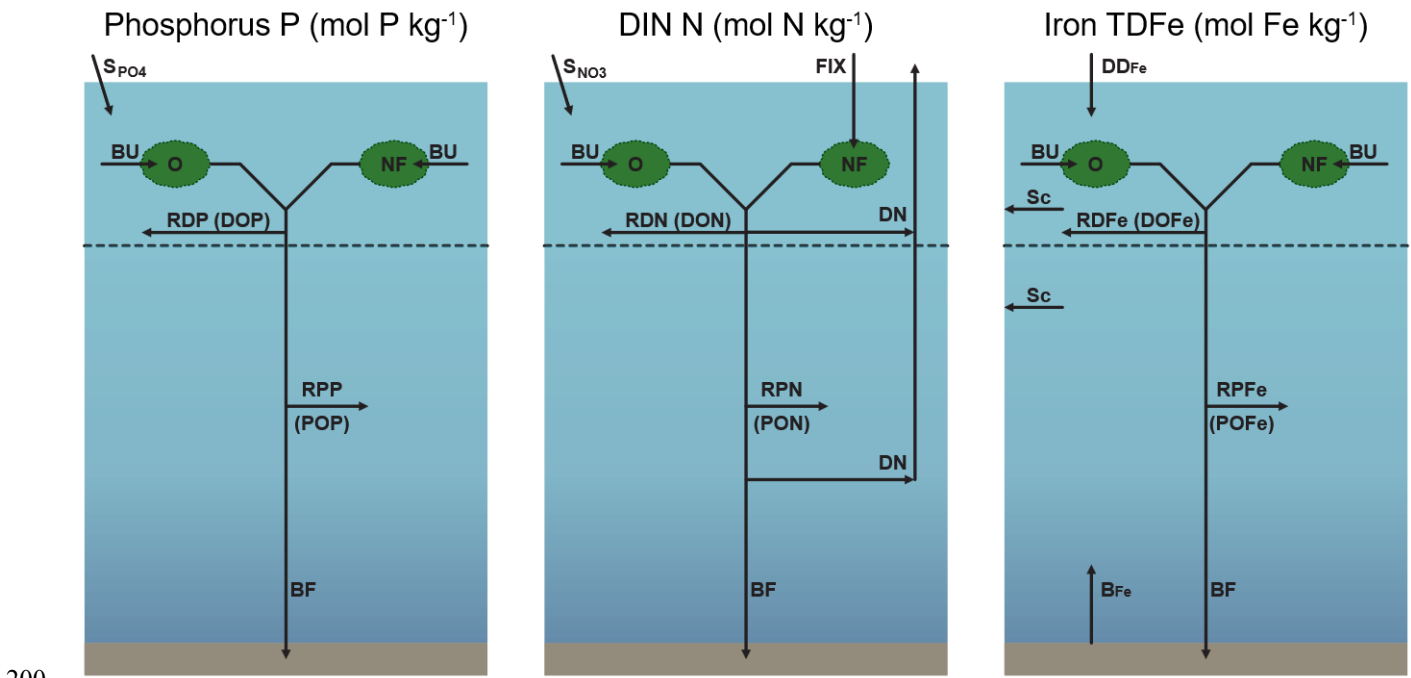 Phosphorus P (mol P kg⁻¹)
S_PO4
BU O NF BU
RDP (DOP)
RPP
(POP)
BF
DIN N (mol N kg⁻¹)
S_NO3 FIX
BU O NF
DN
RDN (DON)
RPN
(PON)
DN
BF
Iron TDFe (mol Fe kg⁻¹)
DDFe
BU O NF BU
Sc
RDFe (DOFe)
Sc
RPFe
(POFe)
BFe BF